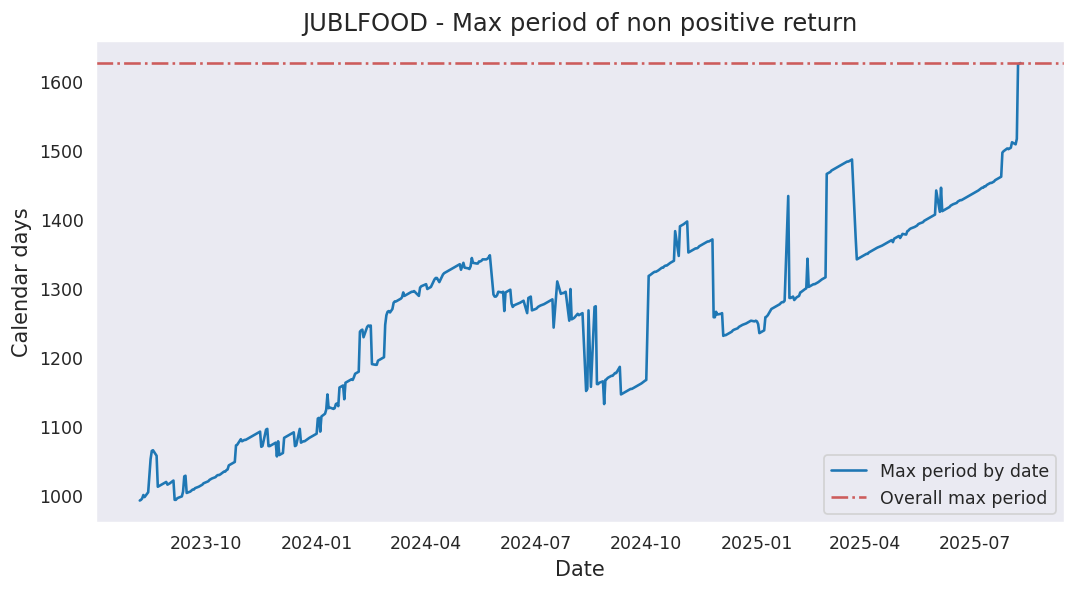 JUBLFOOD - Max period of non positive return
Calendar days
1600
1500
1400
1300
1200
1100
1000
Max period by date
Overall max period
2023-10 2024-01 2024-04 2024-07 2024-10 2025-01 2025-04 2025-07
Date